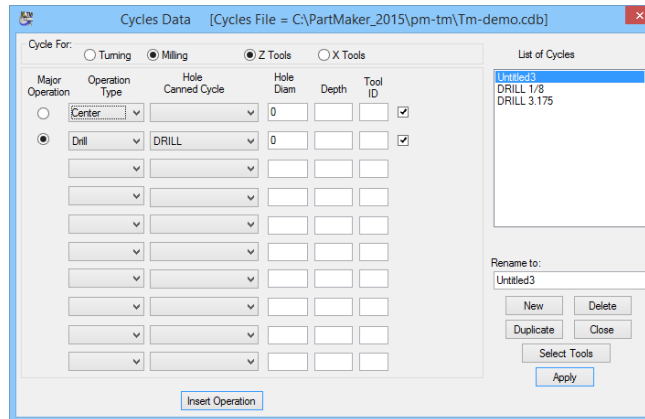 Cycles Data [Cycles File = C:\PartMaker_2015\pm-tm\Tm-demo.cdb]
Cycle For:
Turning Milling Z Tools X Tools
List of Cycles
Major Operation
Operation Type
Hole Canned Cycle
Hole Diam
Depth
Tool ID
Center 0
Drill DRILL 0
Untitled3
DRILL 1/8
DRILL 3.175
Rename to:
Untitled3
New Delete
Duplicate Close
Select Tools
Apply
Insert Operation